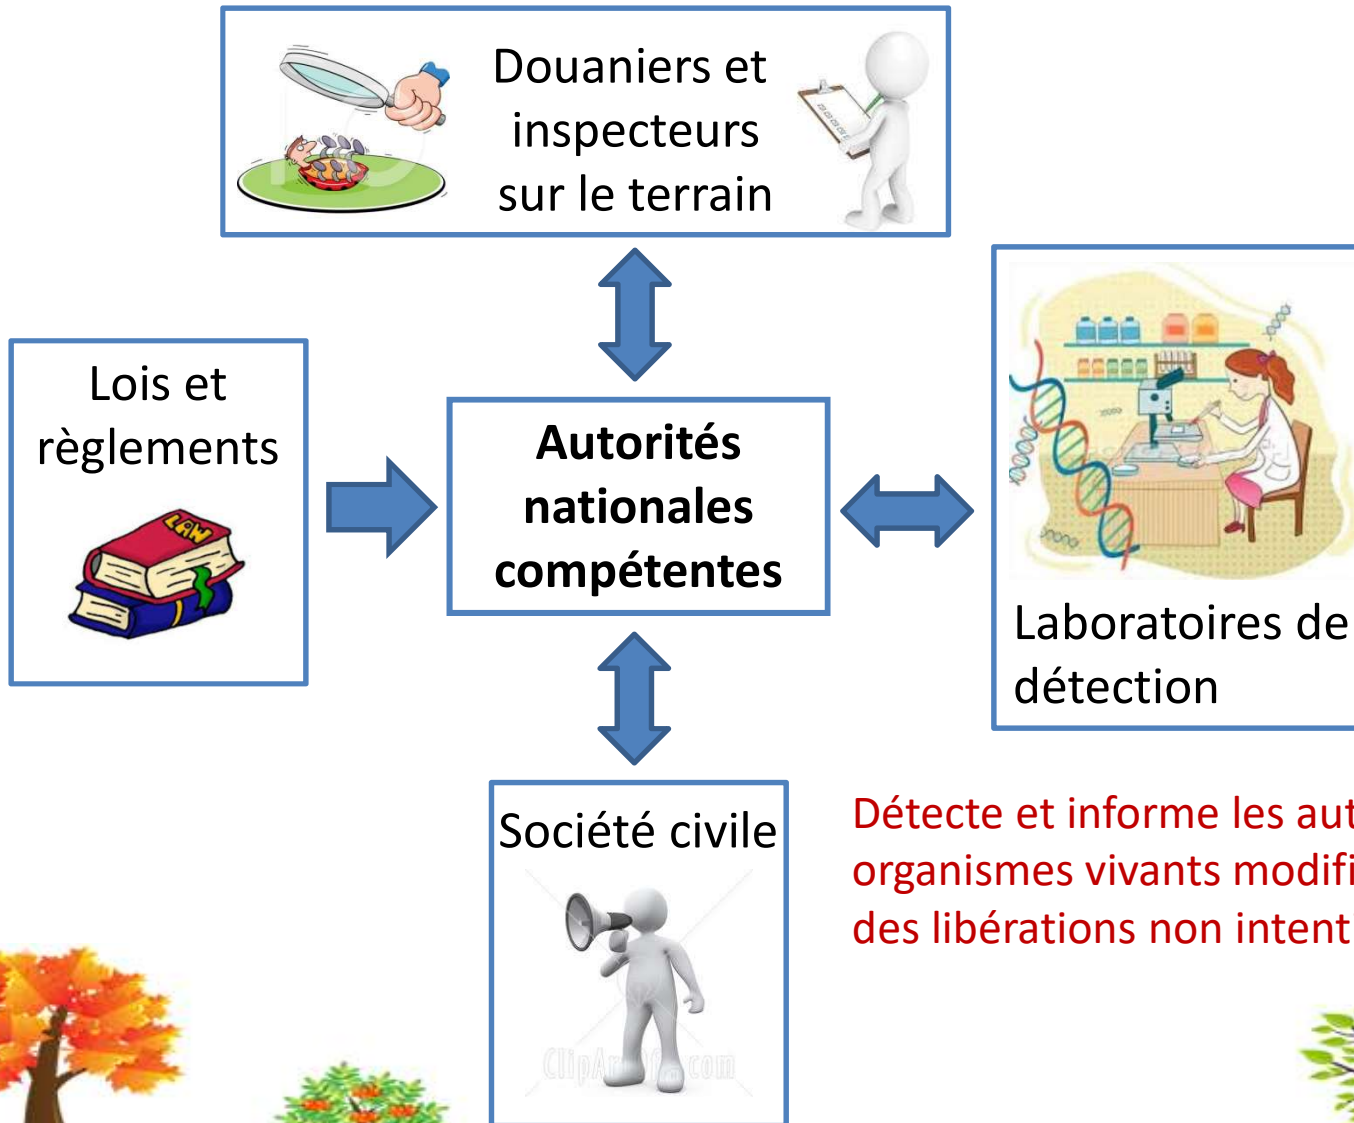 Douaniers et
inspecteurs
sur le terrain
Lois et
règlements
LAW
Autorités
nationales
compétentes
Laboratoires de
détection
Société civile
Détecte et informe les aut
organismes vivants modifi
des libérations non intent